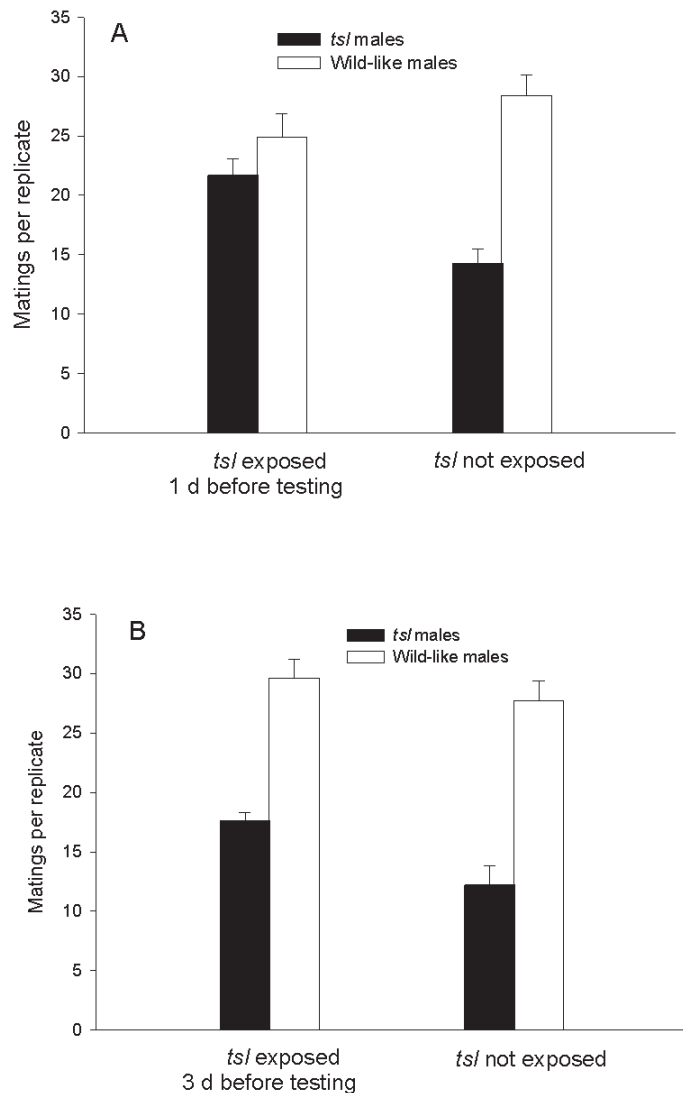 A
tsl males
Wild-like males
35
30
25
20
15
10
5
0
Matings per replicate
tsl exposed
1 d before testing
tsl not exposed
B
tsl males
Wild-like males
35
30
25
20
15
10
5
0
Matings per replicate
tsl exposed
3 d before testing
tsl not exposed